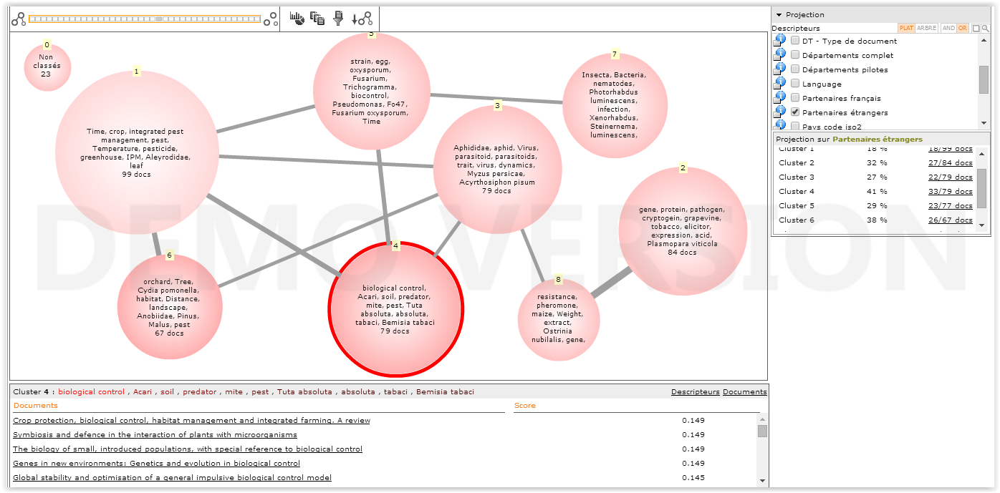 Projection
Descripteurs
PLAT ARBRE AND OR
DT - Type de document
Départements complet
Départements pilotes
Language
Partenaires français
Partenaires étrangers
Pays code iso2
Projection sur Partenaires étrangers
Cluster 1 18 % 18/99 docs
Cluster 2 32 % 27/84 docs
Cluster 3 27 % 22/79 docs
Cluster 4 41 % 33/79 docs
Cluster 5 29 % 23/77 docs
Cluster 6 38 % 26/67 docs
0
Non
classés
23
1
Time, crop, integrated pest
management, pest,
Temperature, pesticide,
greenhouse, IPM, Aleyrodidae,
leaf
99 docs
5
strain, egg,
oxysporum,
Fusarium,
Trichogramma,
biocontrol,
Pseudomonas, Fo47,
Fusarium oxysporum,
Time
7
Insecta, Bacteria,
nematodes,
Photorhabdus
luminescens,
infection,
Xenorhabdus,
Steinernema,
luminescens,
3
Aphididae, aphid, Virus,
parasitoid, parasitoids,
trait, virus, dynamics,
Myzus persicae,
Acyrthosiphon pisum
79 docs
2
gene, protein, pathogen,
cryptogein, grapevine,
tobacco, elicitor,
expression, acid,
Plasmopara viticola
84 docs
6
orchard, Tree,
Cydia pomonella,
habitat, Distance,
landscape,
Anobiidae, Pinus,
Malus, pest
67 docs
4
biological control,
Acari, soil, predator,
mite, pest, Tuta
absoluta, absoluta,
tabaci, Bemisia tabaci
79 docs
8
resistance,
pheromone,
maize, Weight,
extract,
Ostrinia
nubilalis, gene,
DEMO VERSION
Cluster 4 : biological control , Acari , soil , predator , mite , pest , Tuta absoluta , absoluta , tabaci , Bemisia tabaci
Descripteurs Documents
Documents Score
Crop protection, biological control, habitat management and integrated farming. A review 0.149
Symbiosis and defence in the interaction of plants with microorganisms 0.149
The biology of small, introduced populations, with special reference to biological control 0.149
Genes in new environments: Genetics and evolution in biological control 0.149
Global stability and optimisation of a general impulsive biological control model 0.145